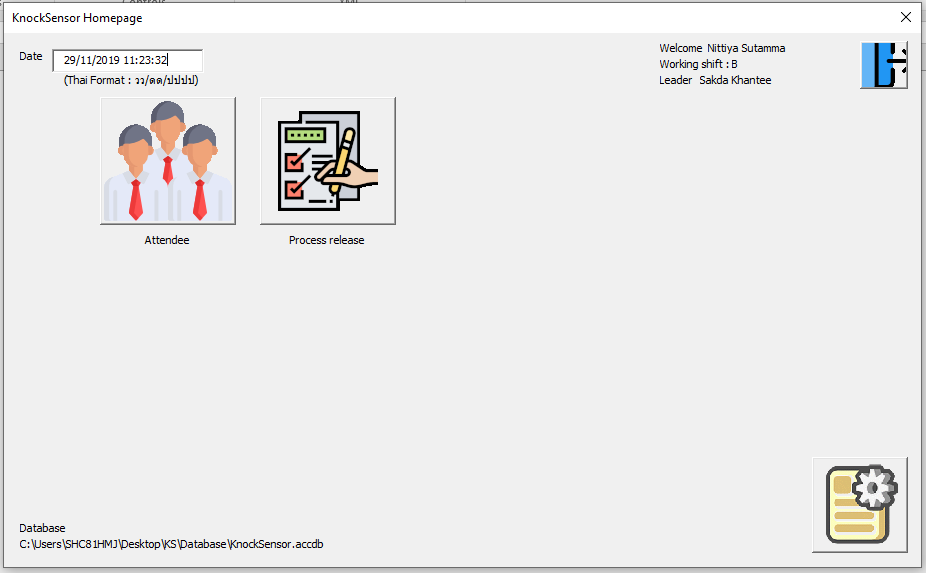 KnockSensor Homepage
Date
29/11/2019 11:23:32
(Thai Format : วว/ดด/ปปปป)
Welcome Nittiya Sutamma
Working shift : B
Leader Sakda Khantee
Attendee
Process release
Database
C:\Users\SHC81HMJ\Desktop\KS\Database\KnockSensor.accdb